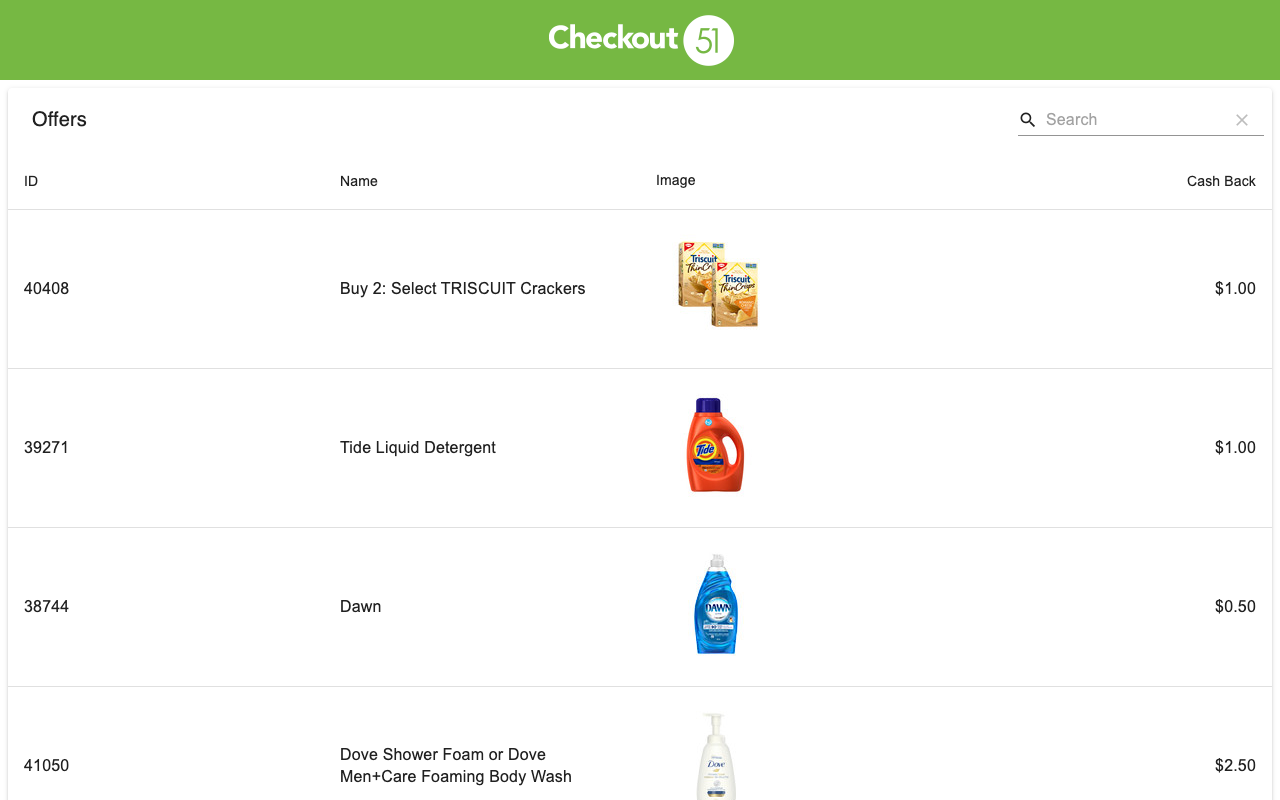 Checkout 51
Offers
Search
ID Name Image Cash Back
40408 Buy 2: Select TRISCUIT Crackers $1.00
Triscuit
Triscuit
Thin Crisps
39271 Tide Liquid Detergent $1.00
Tide
38744 Dawn $0.50
DAWN
41050 Dove Shower Foam or Dove
Men+Care Foaming Body Wash $2.50
Dove